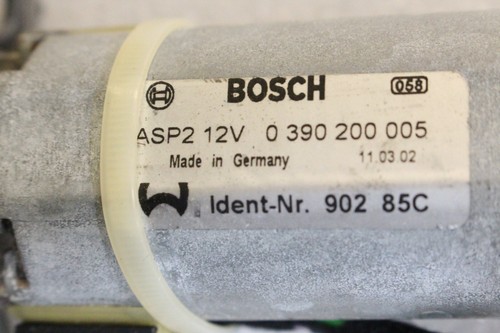 BOSCH 058
ASP2 12V 0 390 200 005
Made in Germany 11.03.02
Ident-Nr. 902 85C